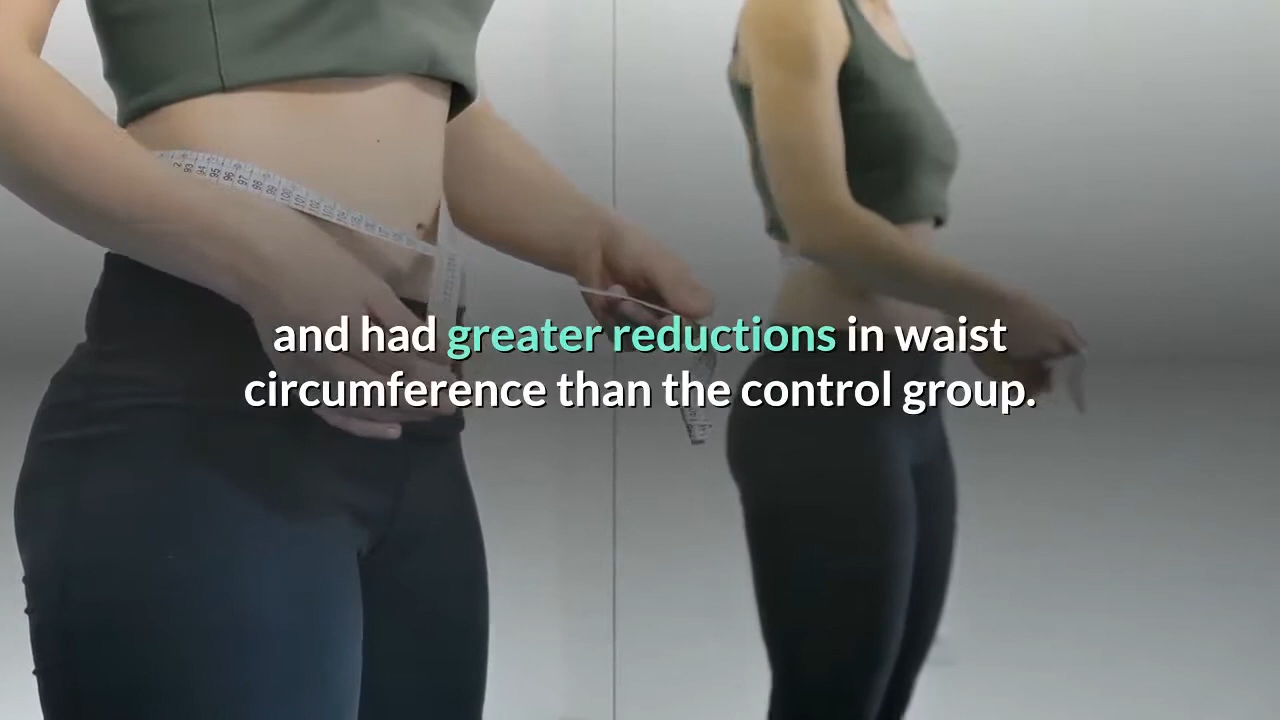 and had greater reductions in waist
circumference than the control group.